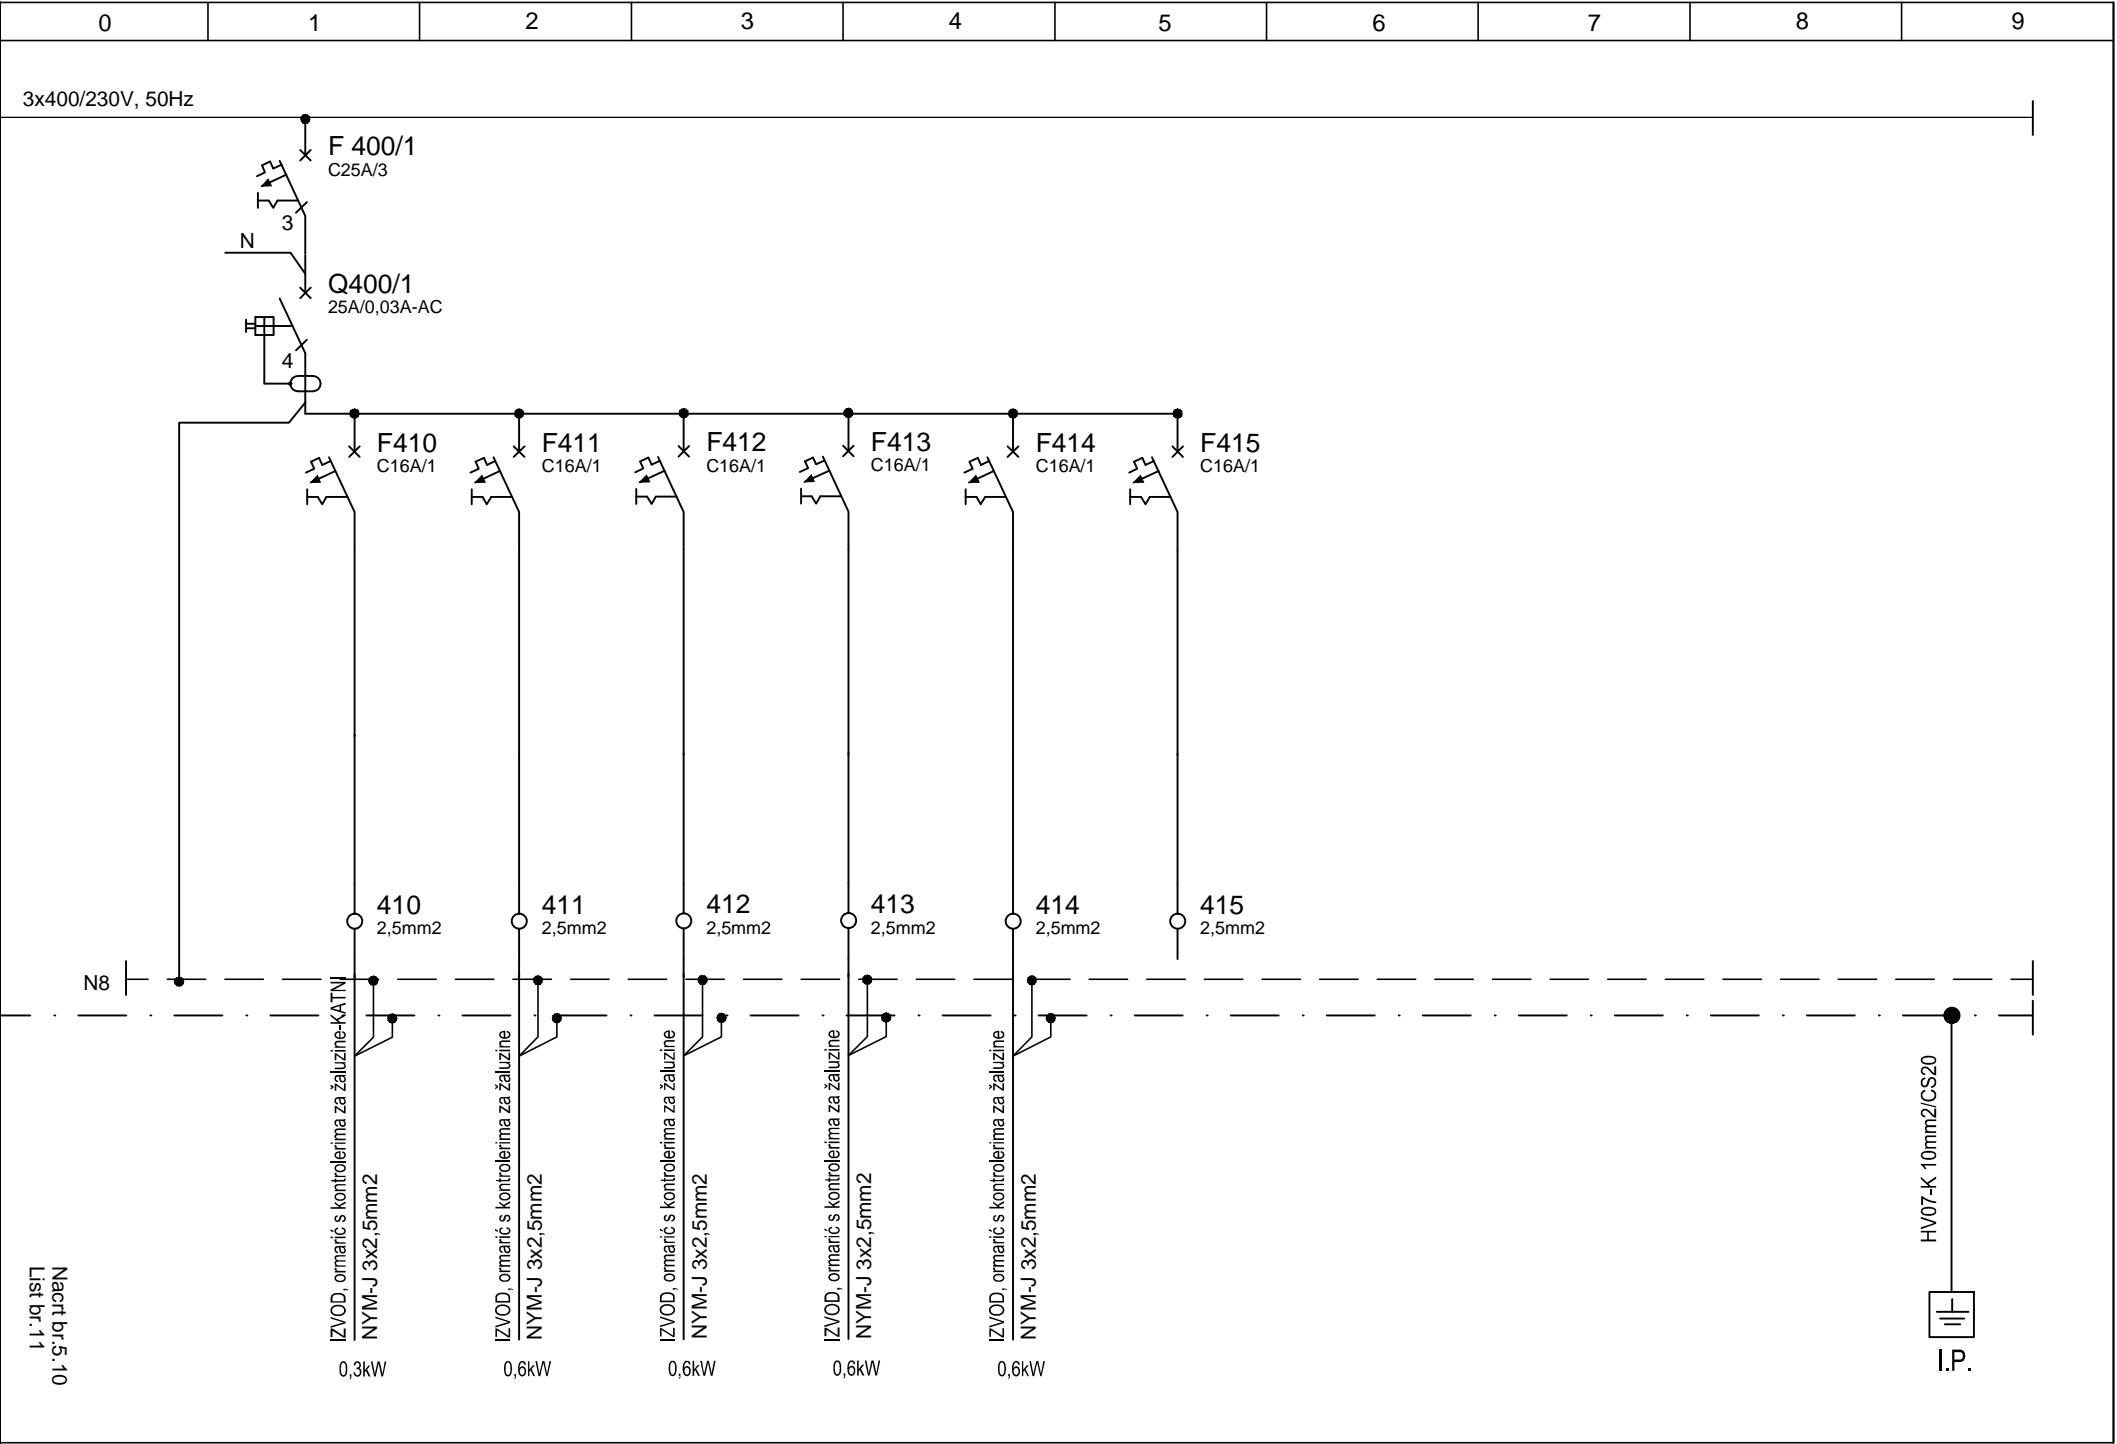 0 1 2 3 4 5 6 7 8 9
3x400/230V, 50Hz
F 400/1
C25A/3
3
N
Q400/1
25A/0,03A-AC
4
F410
C16A/1
F411
C16A/1
F412
C16A/1
F413
C16A/1
F414
C16A/1
F415
C16A/1
410
2,5mm2
411
2,5mm2
412
2,5mm2
413
2,5mm2
414
2,5mm2
415
2,5mm2
N8
IZVOD, ormarić s kontrolerima za žaluzine-KATNI
NYM-J 3x2,5mm2
0,3kW
IZVOD, ormarić s kontrolerima za žaluzine
NYM-J 3x2,5mm2
0,6kW
IZVOD, ormarić s kontrolerima za žaluzine
NYM-J 3x2,5mm2
0,6kW
IZVOD, ormarić s kontrolerima za žaluzine
NYM-J 3x2,5mm2
0,6kW
IZVOD, ormarić s kontrolerima za žaluzine
NYM-J 3x2,5mm2
0,6kW
HV07-K 10mm2/CS20
I.P.
Nacrt br.5.10
List br.11